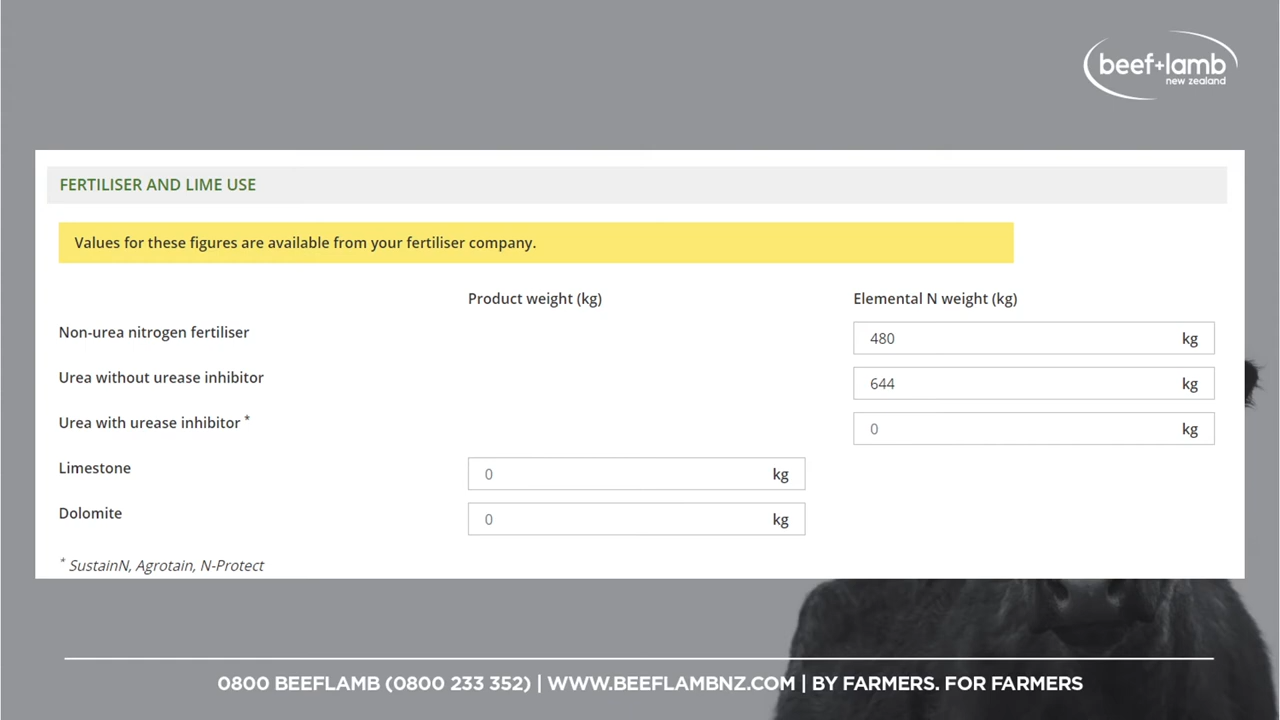 beef+lamb
new zealand
FERTILISER AND LIME USE
Values for these figures are available from your fertiliser company.
Product weight (kg) Elemental N weight (kg)
Non-urea nitrogen fertiliser 480 kg
Urea without urease inhibitor 644 kg
Urea with urease inhibitor * 0 kg
Limestone 0 kg
Dolomite 0 kg
* SustainN, Agrotain, N-Protect
0800 BEEFLAMB (0800 233 352) | WWW.BEEFLAMBNZ.COM | BY FARMERS. FOR FARMERS